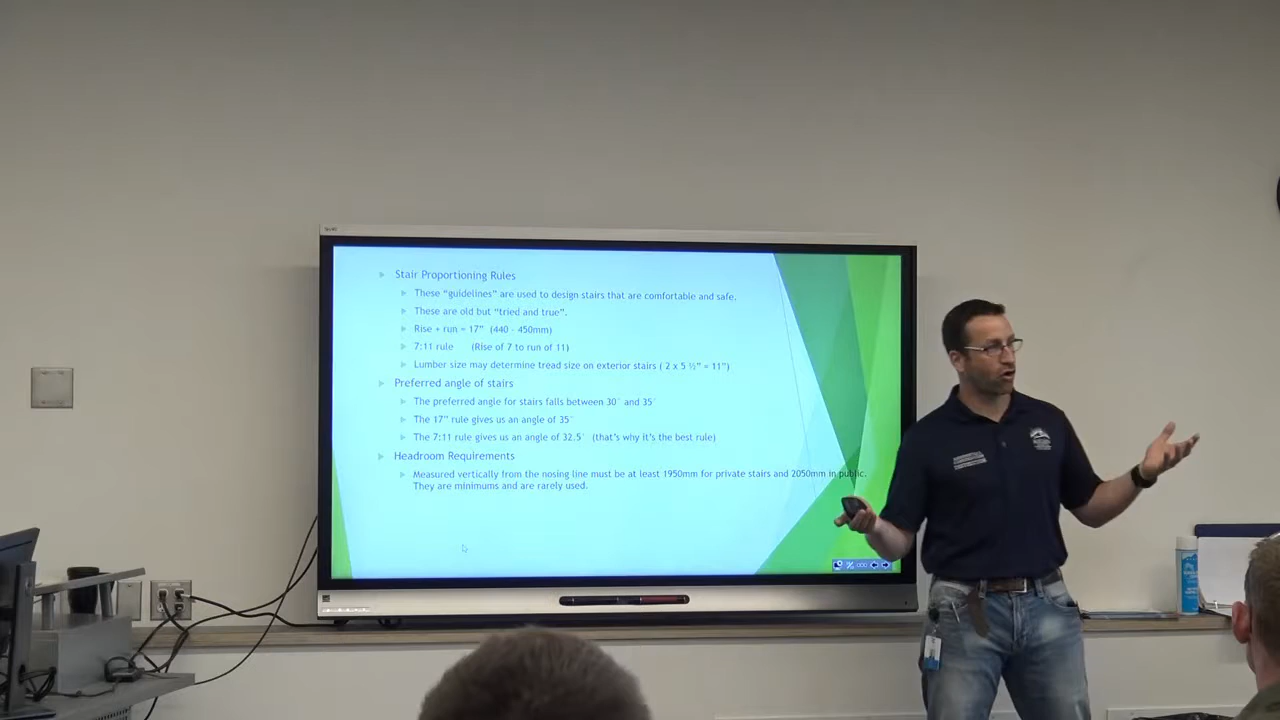 Stair Proportioning Rules
These “guidelines” are used to design stairs that are comfortable and safe.
These are old but “tried and true”.
Rise + run = 17” (440 - 450mm)
7:11 rule (Rise of 7 to run of 11)
Lumber size may determine tread size on exterior stairs ( 2 x 5 ½” = 11”)
Preferred angle of stairs
The preferred angle for stairs falls between 30° and 35°
The 17” rule gives us an angle of 35°
The 7:11 rule gives us an angle of 32.5° (that’s why it’s the best rule)
Headroom Requirements
Measured vertically from the nosing line must be at least 1950mm for private stairs and 2050mm in public.
They are minimums and are rarely used.